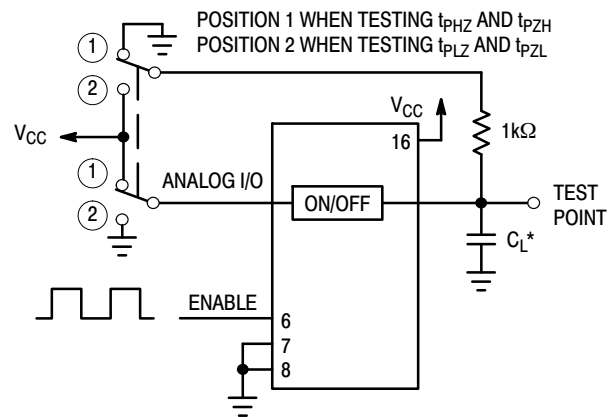 POSITION 1 WHEN TESTING tPHZ AND tPZH
POSITION 2 WHEN TESTING tPLZ AND tPZL
1
2
VCC
VCC
16
1kΩ
1
ANALOG I/O
ON/OFF
TEST
POINT
2
CL*
ENABLE
6
7
8